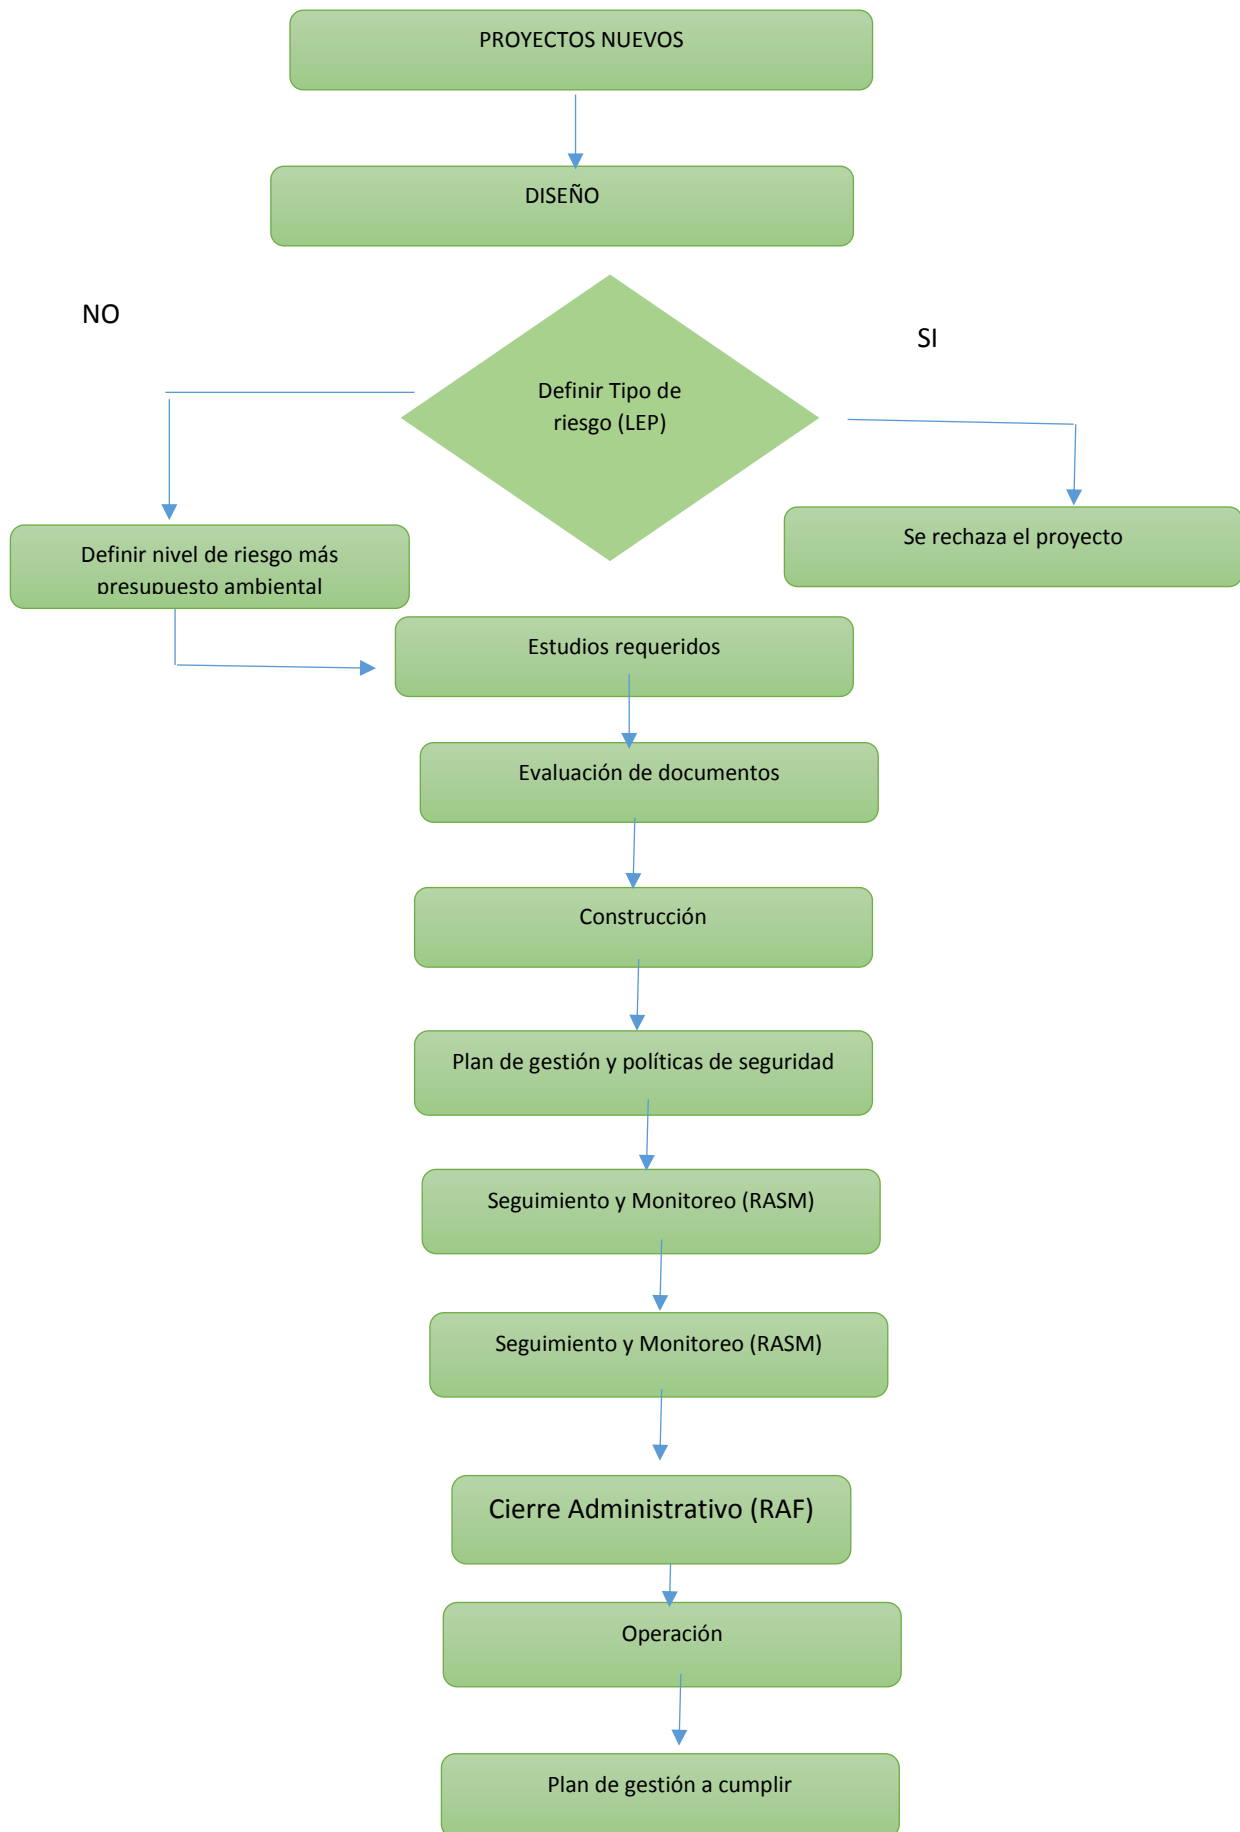 PROYECTOS NUEVOS
DISEÑO
NO
SI
Definir Tipo de
riesgo (LEP)
Se rechaza el proyecto
Definir nivel de riesgo más
presupuesto ambiental
Estudios requeridos
Evaluación de documentos
Construcción
Plan de gestión y políticas de seguridad
Seguimiento y Monitoreo (RASM)
Seguimiento y Monitoreo (RASM)
Cierre Administrativo (RAF)
Operación
Plan de gestión a cumplir